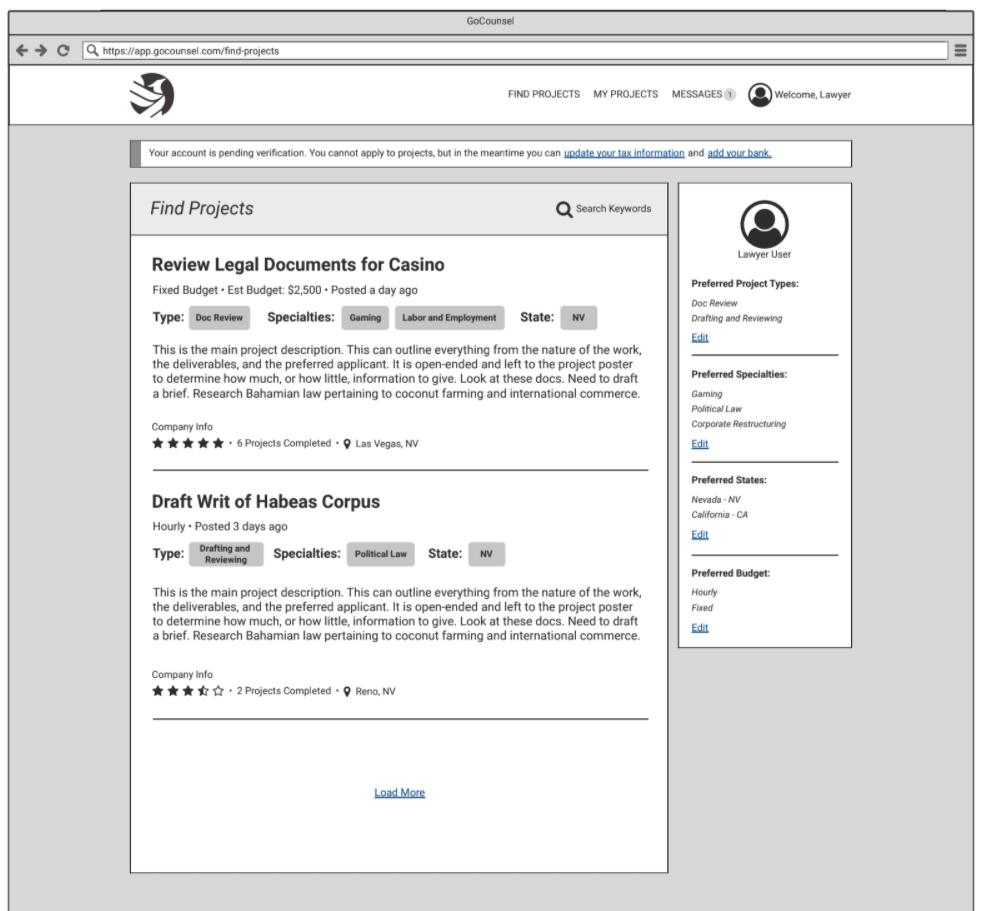 GoCounsel
https://app.gocounsel.com/find-projects
FIND PROJECTS MY PROJECTS MESSAGES 1 Welcome, Lawyer
Your account is pending verification. You cannot apply to projects, but in the meantime you can update your tax information and add your bank.
Find Projects
Search Keywords
Review Legal Documents for Casino
Fixed Budget • Est Budget: $2,500 • Posted a day ago
Type: Doc Review Specialties: Gaming Labor and Employment State: NV
This is the main project description. This can outline everything from the nature of the work,
the deliverables, and the preferred applicant. It is open-ended and left to the project poster
to determine how much, or how little, information to give. Look at these docs. Need to draft
a brief. Research Bahamian law pertaining to coconut farming and international commerce.
Company Info
• 6 Projects Completed • Las Vegas, NV
Draft Writ of Habeas Corpus
Hourly • Posted 3 days ago
Type: Drafting and Reviewing Specialties: Political Law State: NV
This is the main project description. This can outline everything from the nature of the work,
the deliverables, and the preferred applicant. It is open-ended and left to the project poster
to determine how much, or how little, information to give. Look at these docs. Need to draft
a brief. Research Bahamian law pertaining to coconut farming and international commerce.
Company Info
• 2 Projects Completed • Reno, NV
Load More
Lawyer User
Preferred Project Types:
Doc Review
Drafting and Reviewing
Edit
Preferred Specialties:
Gaming
Political Law
Corporate Restructuring
Edit
Preferred States:
Nevada - NV
California - CA
Edit
Preferred Budget:
Hourly
Fixed
Edit